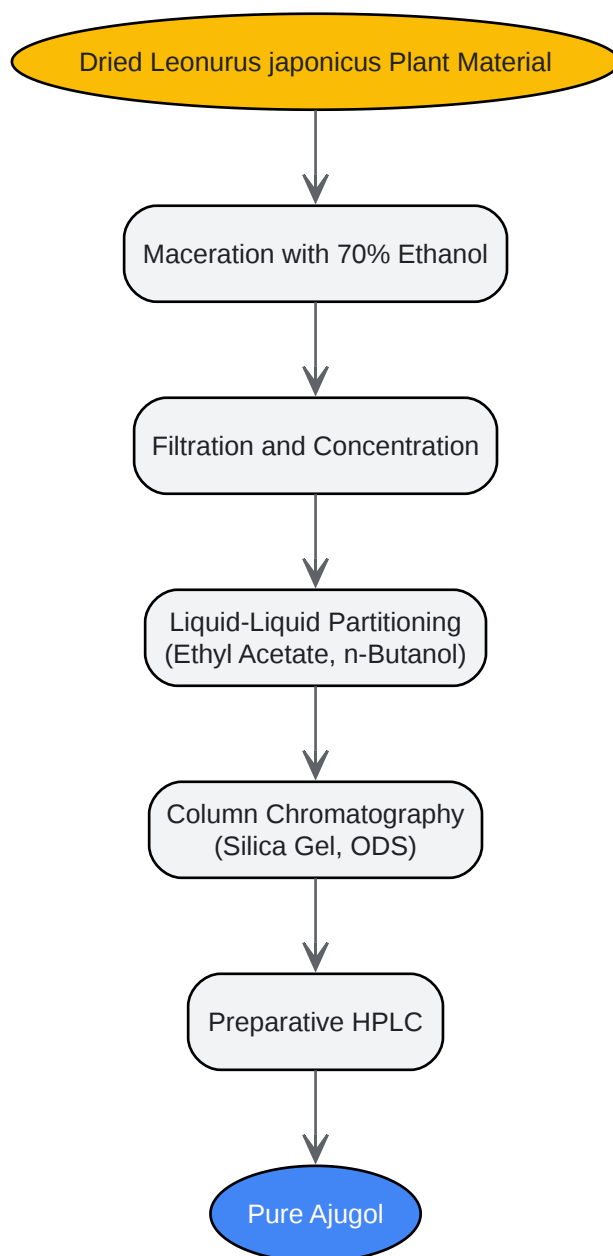 Dried Leonurus japonicus Plant Material
Maceration with 70% Ethanol
Filtration and Concentration
Liquid-Liquid Partitioning
(Ethyl Acetate, n-Butanol)
Column Chromatography
(Silica Gel, ODS)
Preparative HPLC
Pure Ajugol